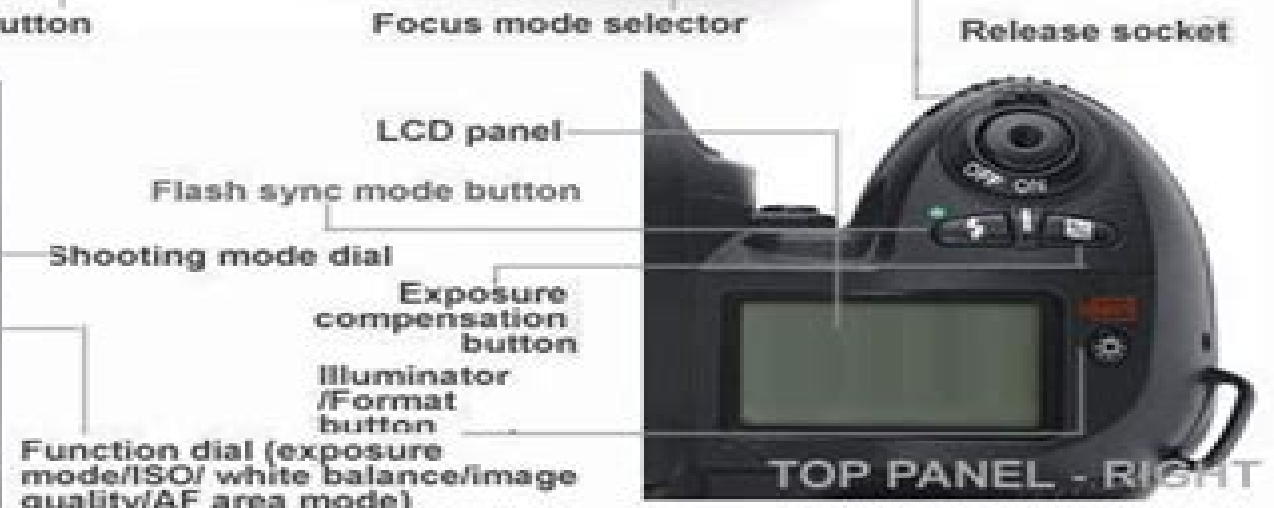 utton
Focus mode selector
Release socket
LCD panel
OFF ON
Flash sync mode button
Shooting mode dial
Exposure
compensation
button
Illuminator
/Format
button
Function dial (exposure
mode/ISO/ white balance/image
quality/AF area mode)
TOP PANEL - RIGHT